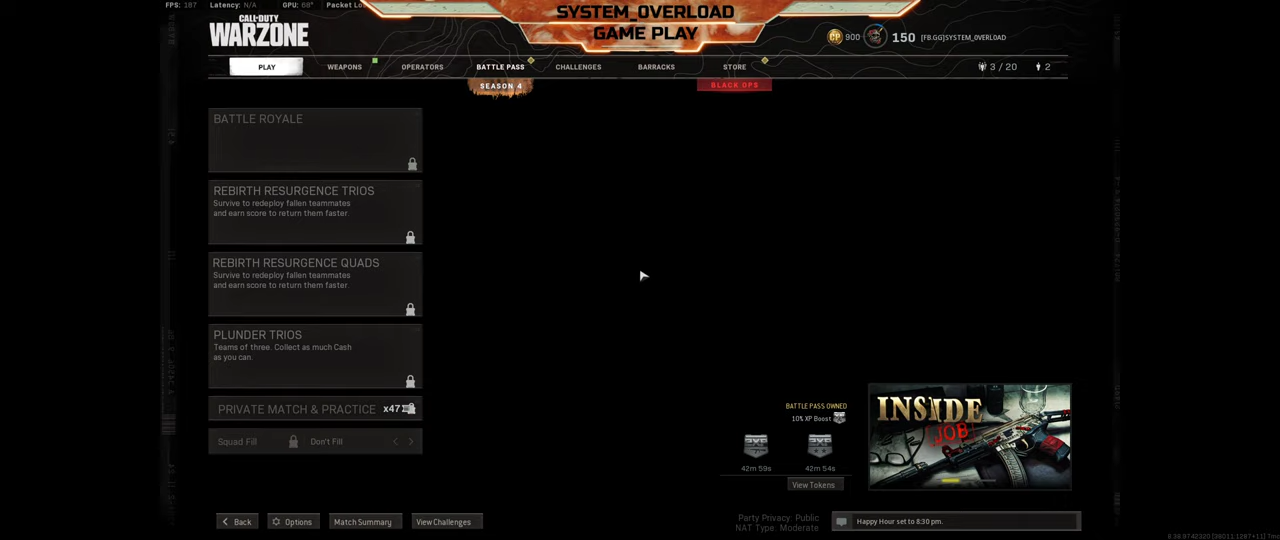 FPS: 187 Latency: N/A GPU: 68° Packet Lo
SYSTEM_OVERLOAD
GAME PLAY
CALL OF DUTY
WARZONE
CP 900 150 [FB.GG]SYSTEM_OVERLOAD
PLAY WEAPONS OPERATORS BATTLE PASS CHALLENGES BARRACKS STORE 3 / 20 2
SEASON 4 BLACK OPS
BATTLE ROYALE
REBIRTH RESURGENCE TRIOS
Survive to redeploy fallen teammates
and earn score to return them faster.
REBIRTH RESURGENCE QUADS
Survive to redeploy fallen teammates
and earn score to return them faster.
PLUNDER TRIOS
Teams of three. Collect as much Cash
as you can.
PRIVATE MATCH & PRACTICE x471
Squad Fill Don't Fill
BATTLE PASS OWNED
10% XP Boost
2XP 2XP
42m 59s 42m 54s
View Tokens
INSIDE
JOB
Back Options Match Summary View Challenges
Party Privacy: Public
NAT Type: Moderate
Happy Hour set to 8:30 pm.